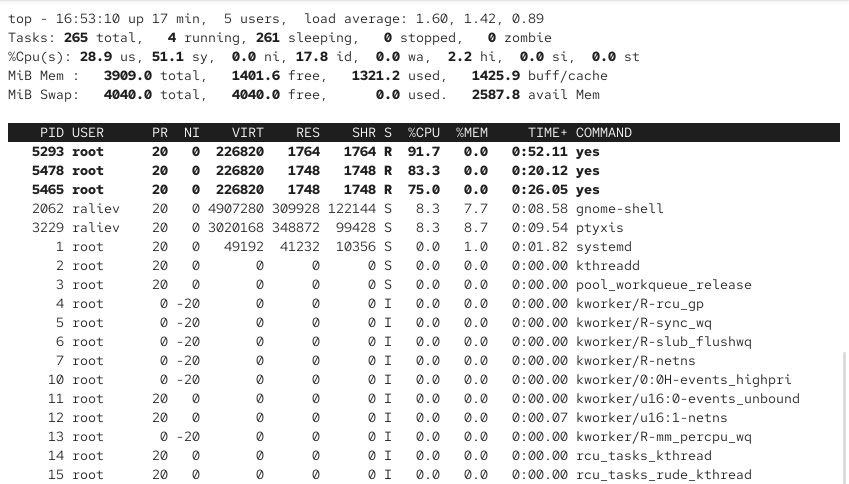 top - 16:53:10 up 17 min,  5 users,  load average: 1.60, 1.42, 0.89
Tasks: 265 total,   4 running, 261 sleeping,   0 stopped,   0 zombie
%Cpu(s): 28.9 us, 51.1 sy,  0.0 ni, 17.8 id,  0.0 wa,  2.2 hi,  0.0 si,  0.0 st
MiB Mem :   3909.0 total,   1401.6 free,   1321.2 used,   1425.9 buff/cache
MiB Swap:   4040.0 total,   4040.0 free,      0.0 used.   2587.8 avail Mem
    PID USER      PR  NI    VIRT    RES    SHR S  %CPU  %MEM     TIME+ COMMAND
   5293 root      20   0  226820   1764   1764 R  91.7   0.0   0:52.11 yes
   5478 root      20   0  226820   1748   1748 R  83.3   0.0   0:20.12 yes
   5465 root      20   0  226820   1748   1748 R  75.0   0.0   0:26.05 yes
   2062 raliev    20   0 4907280 309928 122144 S   8.3   7.7   0:08.58 gnome-shell
   3229 raliev    20   0 3020168 348872  99428 S   8.3   8.7   0:09.54 ptyxis
      1 root      20   0   49192  41232  10356 S   0.0   1.0   0:01.82 systemd
      2 root      20   0       0      0      0 S   0.0   0.0   0:00.00 kthreadd
      3 root      20   0       0      0      0 S   0.0   0.0   0:00.00 pool_workqueue_release
      4 root       0 -20       0      0      0 I   0.0   0.0   0:00.00 kworker/R-rcu_gp
      5 root       0 -20       0      0      0 I   0.0   0.0   0:00.00 kworker/R-sync_wq
      6 root       0 -20       0      0      0 I   0.0   0.0   0:00.00 kworker/R-slub_flushwq
      7 root       0 -20       0      0      0 I   0.0   0.0   0:00.00 kworker/R-netns
     10 root       0 -20       0      0      0 I   0.0   0.0   0:00.00 kworker/0:0H-events_highpri
     11 root      20   0       0      0      0 I   0.0   0.0   0:00.00 kworker/u16:0-events_unbound
     12 root      20   0       0      0      0 I   0.0   0.0   0:00.07 kworker/u16:1-netns
     13 root       0 -20       0      0      0 I   0.0   0.0   0:00.00 kworker/R-mm_percpu_wq
     14 root      20   0       0      0      0 I   0.0   0.0   0:00.00 rcu_tasks_kthread
     15 root      20   0       0      0      0 I   0.0   0.0   0:00.00 rcu_tasks_rude_kthread